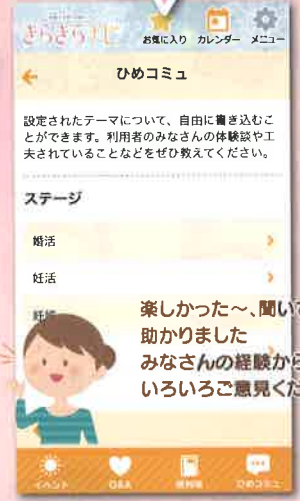 きらきらナビ
お気に入り カレンダー メニュー
ひめコミュ
設定されたテーマについて、自由に書き込むこ
とができます。利用者のみなさんの体験談や工
夫されていることなどをぜひ教えてください。
ステージ
婚活
妊活
楽しかった～、聞いて
助かりました
みなさんの経験から
いろいろご意見くだ
イベント Q&A 便利帳 ひめコミュ